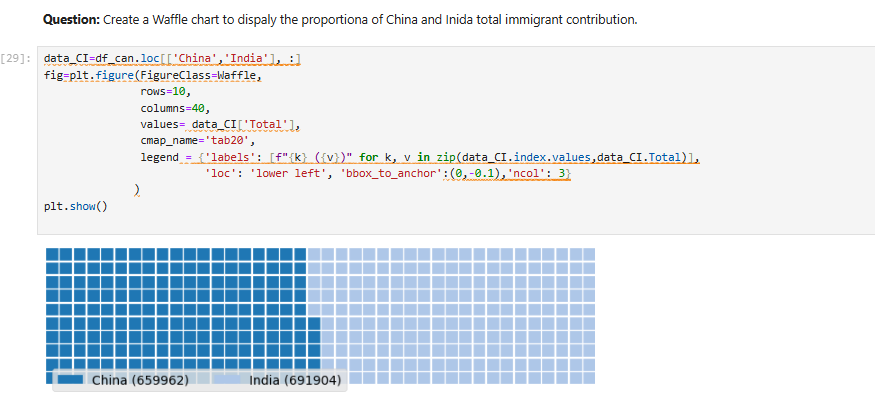 Question: Create a Waffle chart to dispaly the proportiona of China and Inida total immigrant contribution.
[29]: data_CI=df_can.loc[['China','India'], :]
fig=plt.figure(FigureClass=Waffle,
rows=10,
columns=40,
values= data_CI['Total'],
cmap_name='tab20',
legend = {'labels': [f"{k} ({v})" for k, v in zip(data_CI.index.values,data_CI.Total)],
'loc': 'lower left', 'bbox_to_anchor':(0,-0.1),'ncol': 3}
)
plt.show()
China (659962) India (691904)